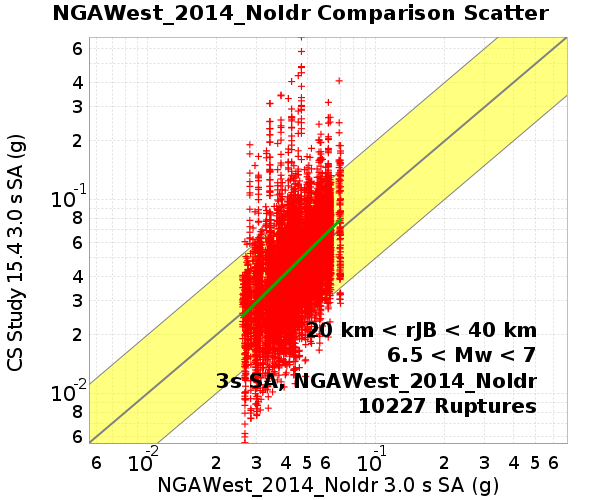 NGAWest_2014_NoIdr Comparison Scatter
CS Study 15.4 3.0 s SA (g)
6
4
3
2
10-1
8
6
4
3
2
10-2
8
6
20 km < rJB < 40 km
6.5 < Mw < 7
3s SA, NGAWest_2014_NoIdr
10227 Ruptures
6 10-2 2 3 4 5 6 10-1 2 3 4 5 6
NGAWest_2014_NoIdr 3.0 s SA (g)